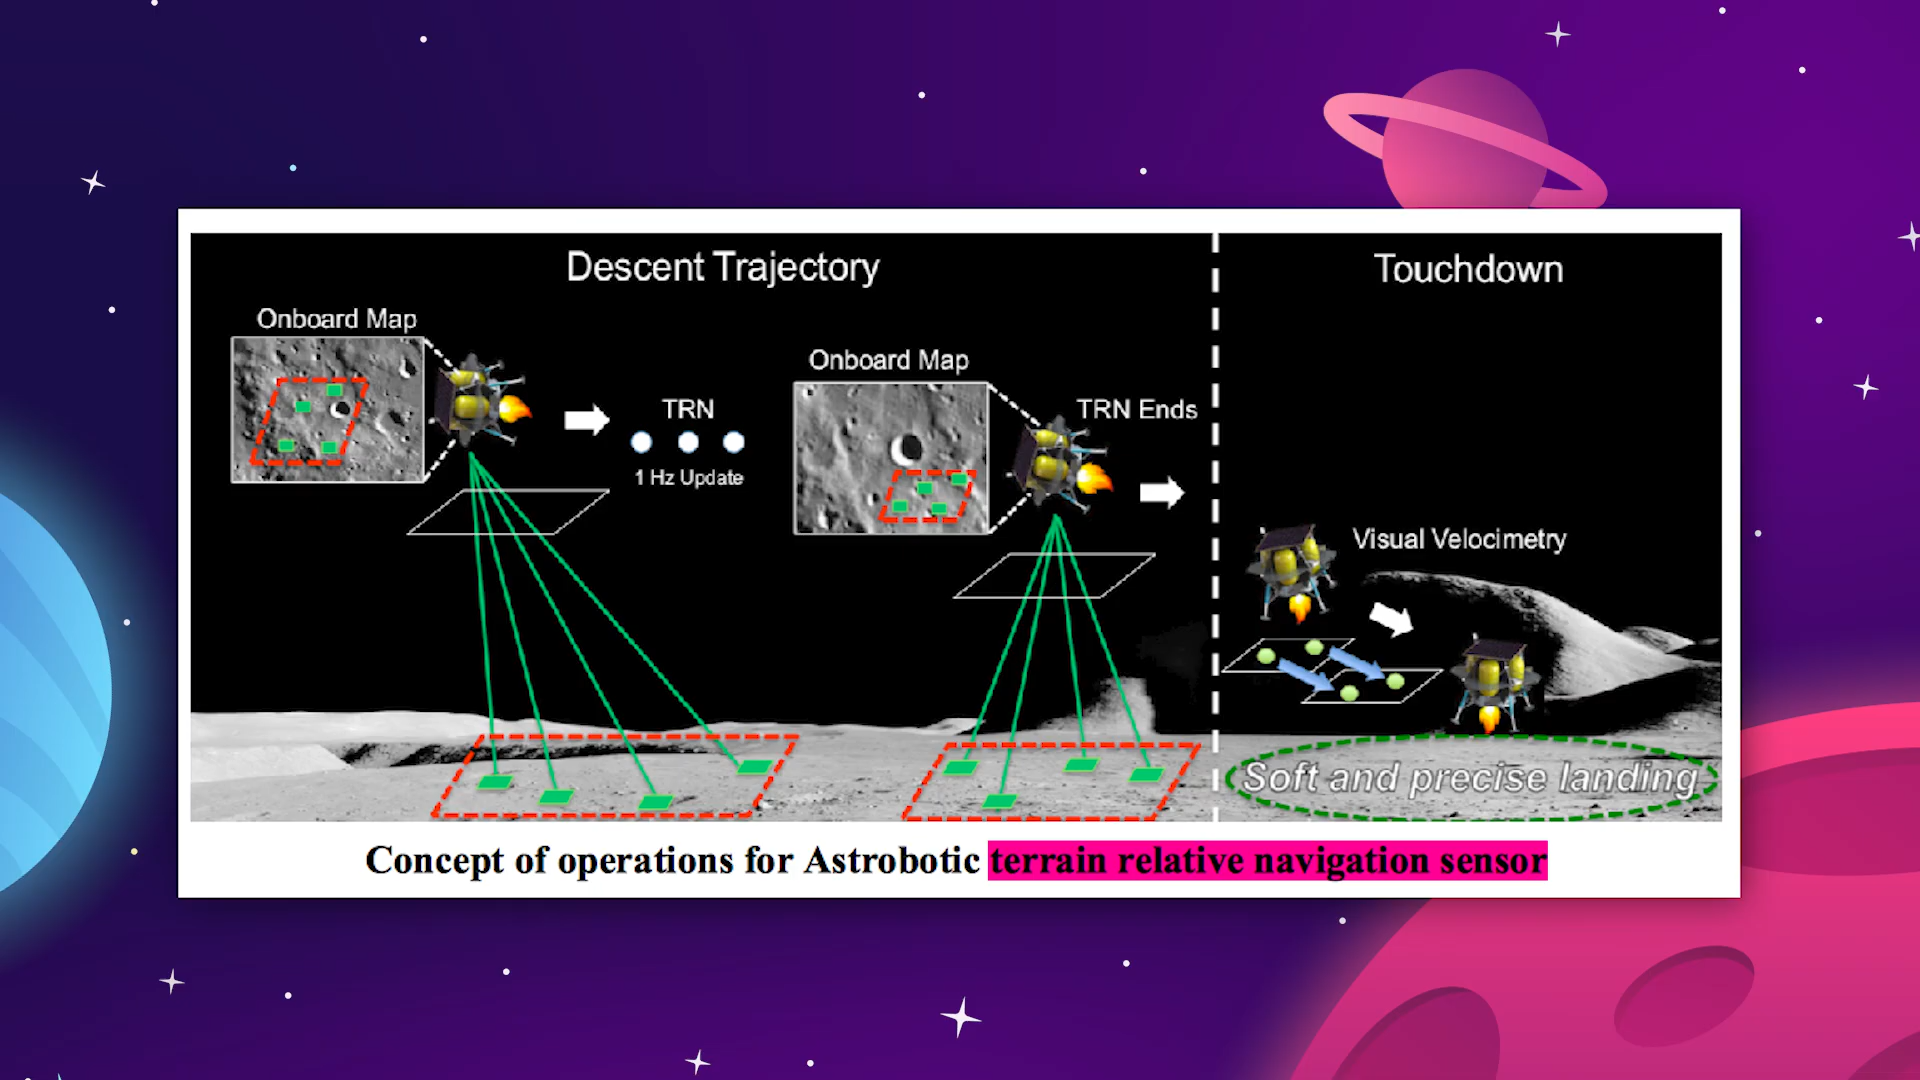 Descent Trajectory
Touchdown
Onboard Map
Onboard Map
TRN
TRN Ends
1 Hz Update
Visual Velocimetry
Soft and precise landing
Concept of operations for Astrobotic terrain relative navigation sensor